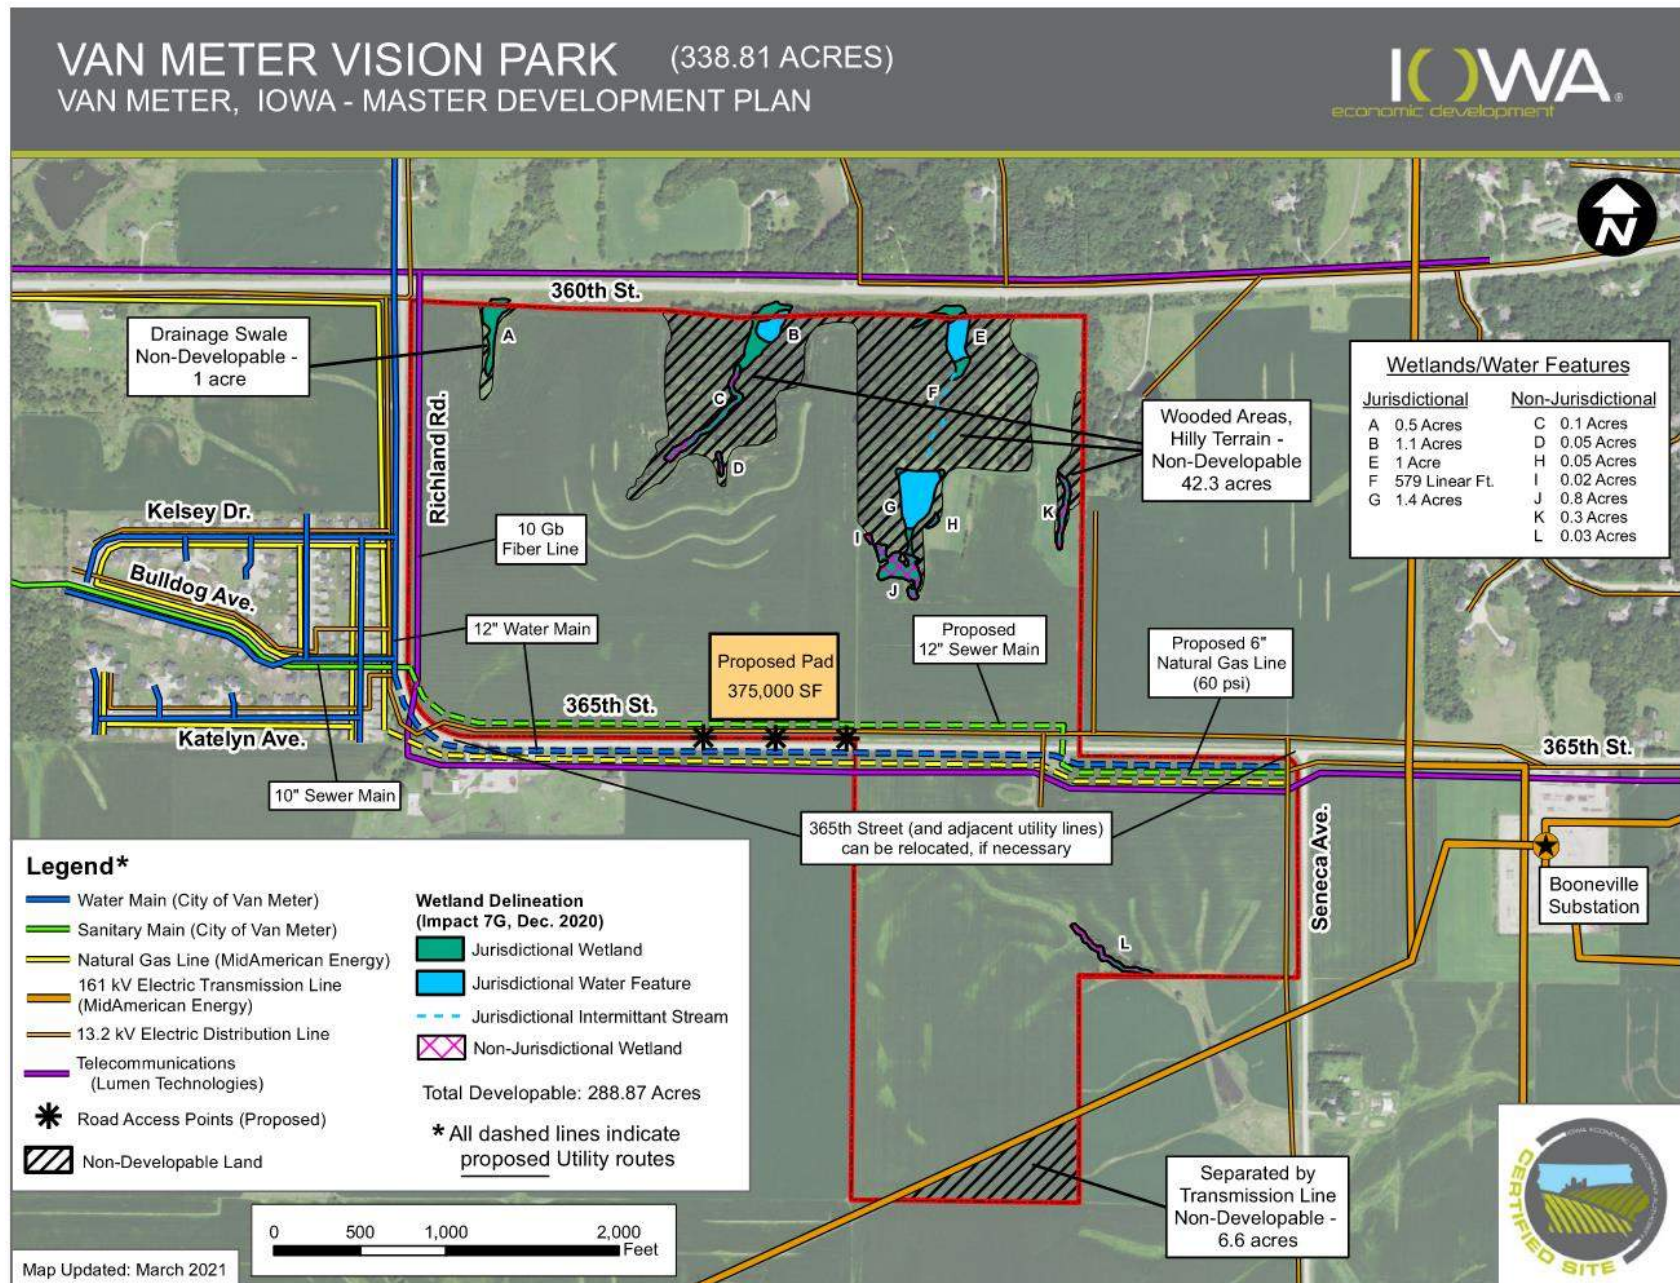 VAN METER VISION PARK (338.81 ACRES)
VAN METER, IOWA - MASTER DEVELOPMENT PLAN
IOWA®
economic development
N
360th St.
Drainage Swale
Non-Developable -
1 acre
A
B
C
D
E
F
G
H
I
J
K
L
Richland Rd.
Wooded Areas,
Hilly Terrain -
Non-Developable
42.3 acres
Wetlands/Water Features
Jurisdictional
A 0.5 Acres
B 1.1 Acres
E 1 Acre
F 579 Linear Ft.
G 1.4 Acres
Non-Jurisdictional
C 0.1 Acres
D 0.05 Acres
H 0.05 Acres
I 0.02 Acres
J 0.8 Acres
K 0.3 Acres
L 0.03 Acres
Kelsey Dr.
Bulldog Ave.
Katelyn Ave.
10 Gb
Fiber Line
12" Water Main
Proposed Pad
375,000 SF
Proposed
12" Sewer Main
Proposed 6"
Natural Gas Line
(60 psi)
365th St.
365th St.
10" Sewer Main
365th Street (and adjacent utility lines)
can be relocated, if necessary
Seneca Ave.
Booneville
Substation
Legend*
Water Main (City of Van Meter)
Sanitary Main (City of Van Meter)
Natural Gas Line (MidAmerican Energy)
161 kV Electric Transmission Line
(MidAmerican Energy)
13.2 kV Electric Distribution Line
Telecommunications
(Lumen Technologies)
Road Access Points (Proposed)
Non-Developable Land
Wetland Delineation
(Impact 7G, Dec. 2020)
Jurisdictional Wetland
Jurisdictional Water Feature
Jurisdictional Intermittant Stream
Non-Jurisdictional Wetland
Total Developable: 288.87 Acres
* All dashed lines indicate
proposed Utility routes
Separated by
Transmission Line
Non-Developable -
6.6 acres
0 500 1,000 2,000
Feet
Map Updated: March 2021
IOWA ECONOMIC DEVELOPMENT AUTHORITY
CERTIFIED SITE